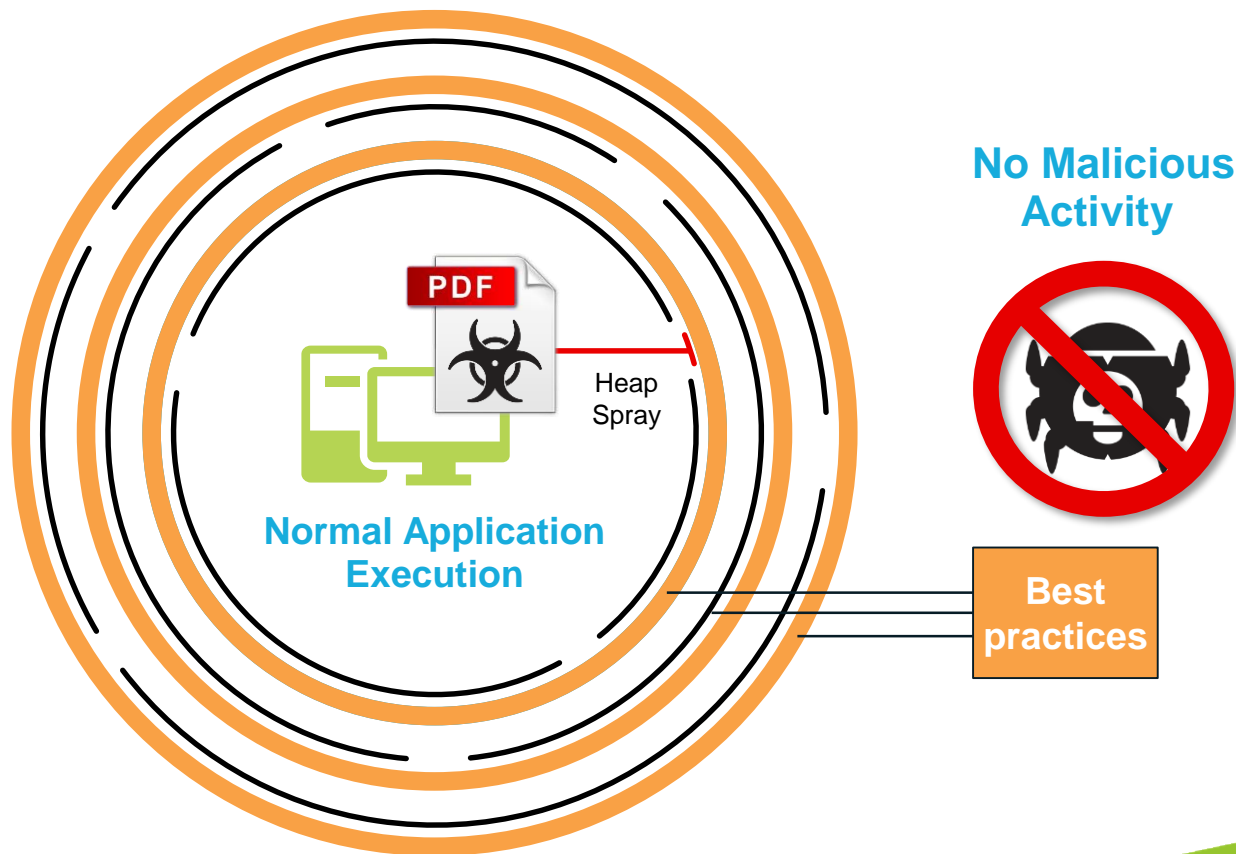 No Malicious
Activity
PDF
Heap
Spray
Normal Application
Execution
Best
practices